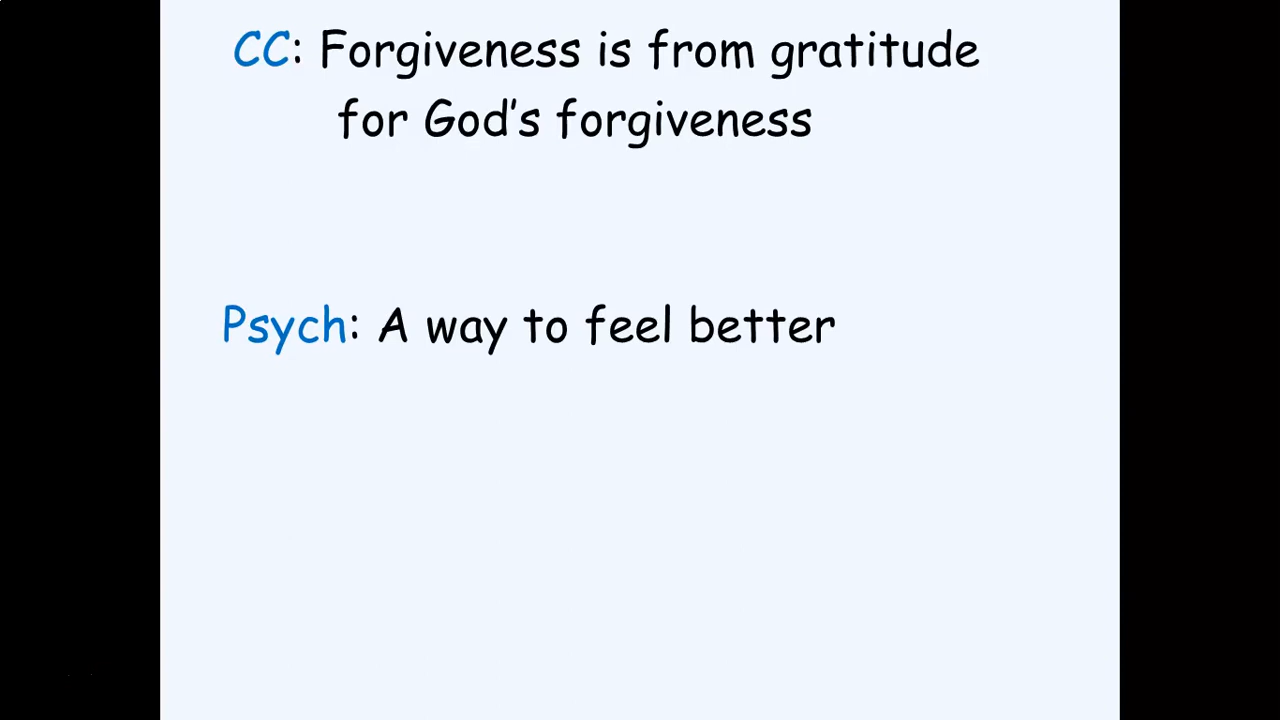 CC: Forgiveness is from gratitude
for God's forgiveness
Psych: A way to feel better